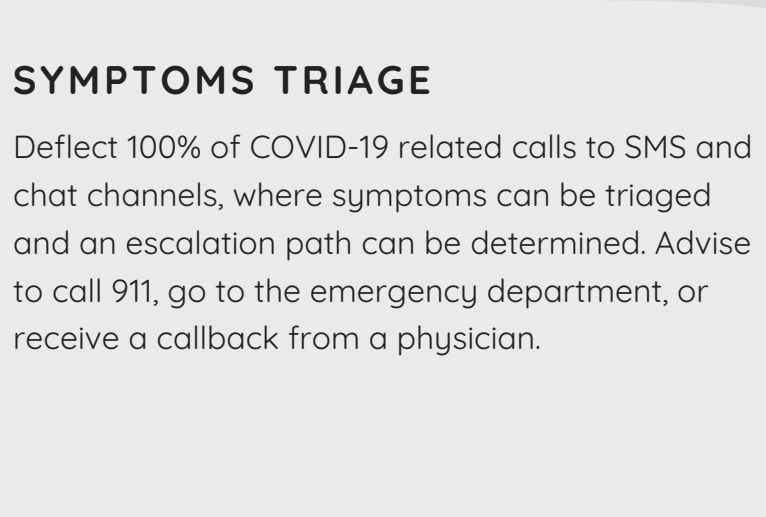 SYMPTOMS TRIAGE
Deflect 100% of COVID-19 related calls to SMS and
chat channels, where symptoms can be triaged
and an escalation path can be determined. Advise
to call 911, go to the emergency department, or
receive a callback from a physician.